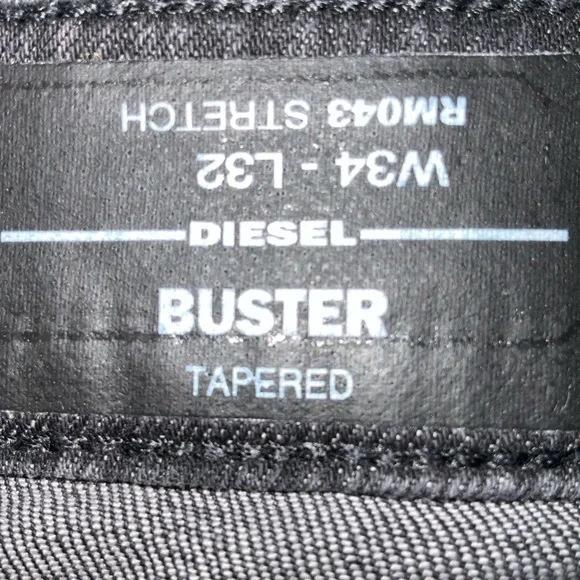 RM043 STRETCH
W34 - L32
DIESEL
BUSTER
TAPERED